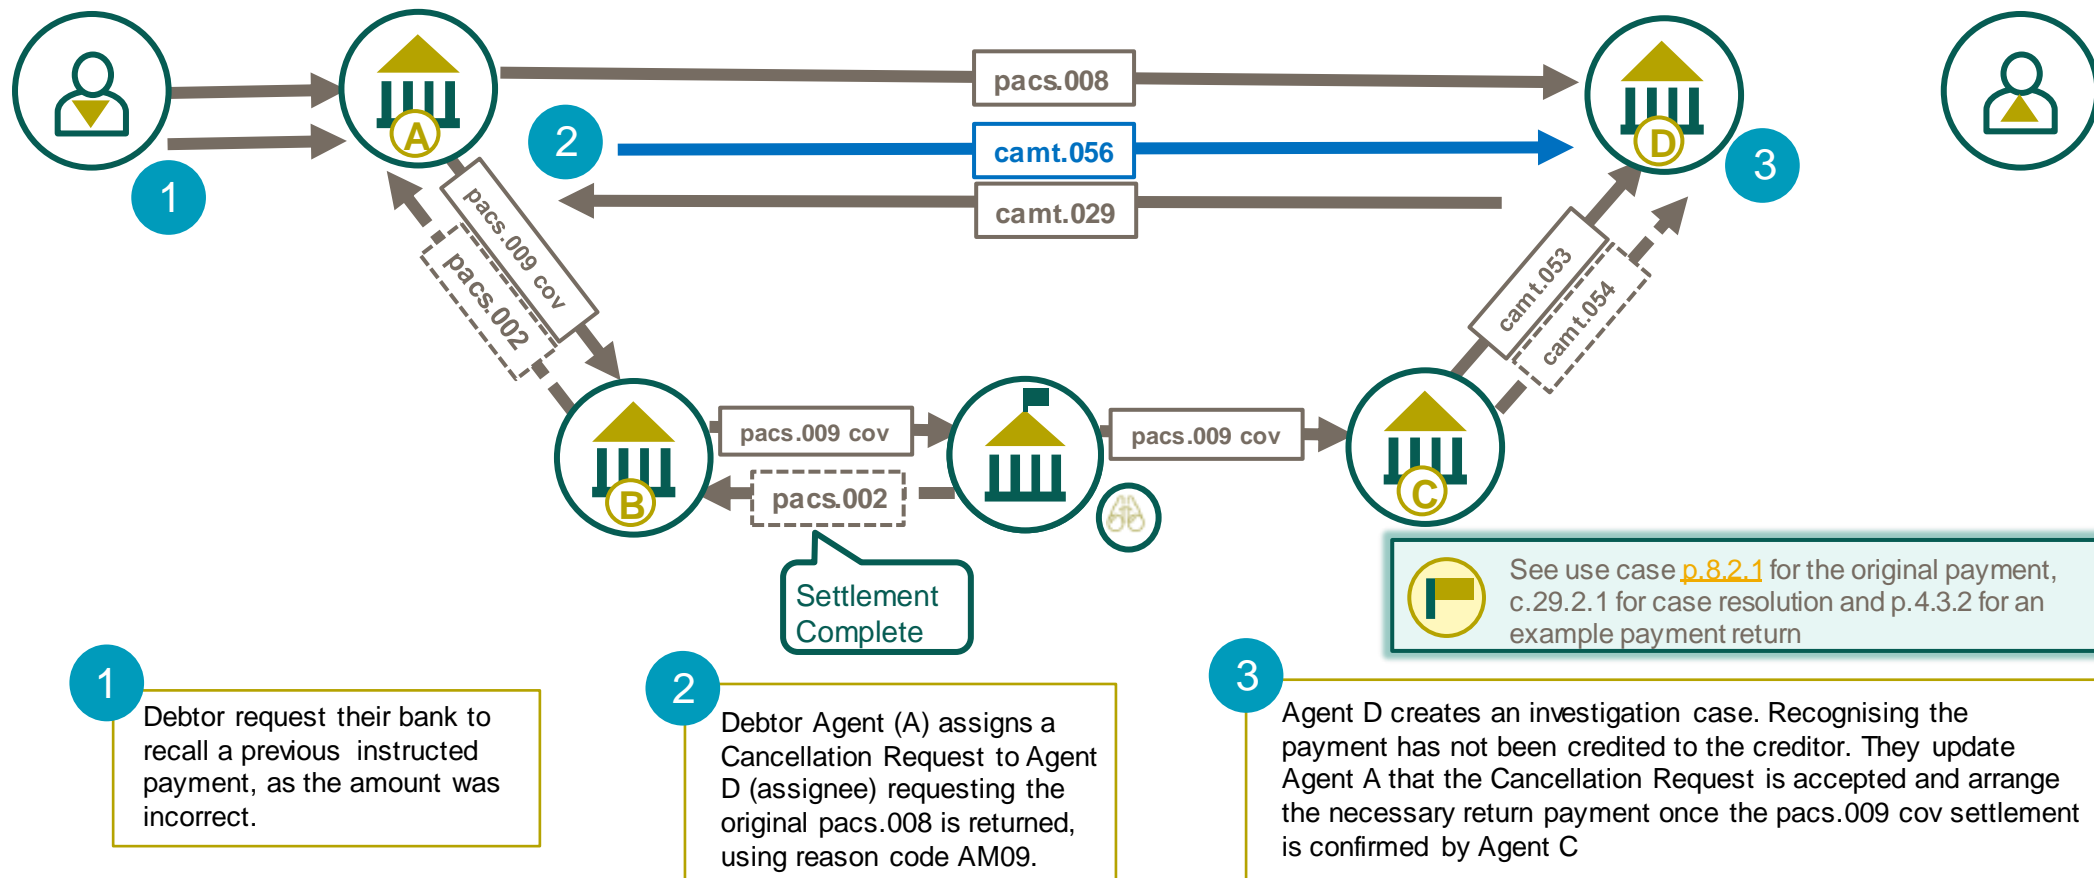 pacs.008
A
D
2
camt.056
3
1
camt.029
pacs.009 cov
pacs.002
camt.053
camt.054
pacs.009 cov
pacs.009 cov
B
pacs.002
C
Settlement
Complete
See use case p.8.2.1 for the original payment,
c.29.2.1 for case resolution and p.4.3.2 for an
example payment return
1
Debtor request their bank to
recall a previous instructed
payment, as the amount was
incorrect.
2
Debtor Agent (A) assigns a
Cancellation Request to Agent
D (assignee) requesting the
original pacs.008 is returned,
using reason code AM09.
3
Agent D creates an investigation case. Recognising the
payment has not been credited to the creditor. They update
Agent A that the Cancellation Request is accepted and arrange
the necessary return payment once the pacs.009 cov settlement
is confirmed by Agent C